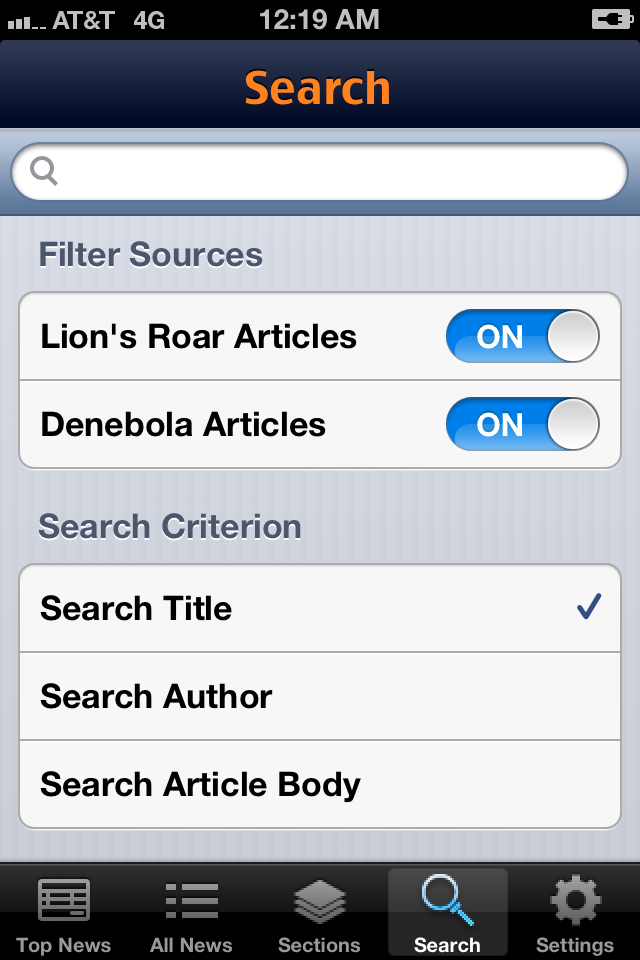 AT&T 4G 12:19 AM
Search
Filter Sources
Lion's Roar Articles ON
Denebola Articles ON
Search Criterion
Search Title
Search Author
Search Article Body
Top News All News Sections Search Settings